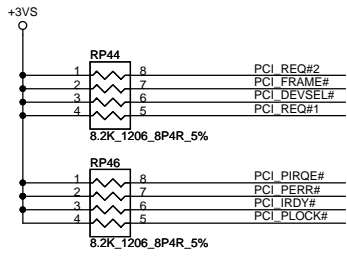 +3VS
RP44
1 8 PCI_REQ#2
2 7 PCI_FRAME#
3 6 PCI_DEVSEL#
4 5 PCI_REQ#1
8.2K_1206_8P4R_5%
RP46
1 8 PCI_PIRQE#
2 7 PCI_PERR#
3 6 PCI_IRDY#
4 5 PCI_PLOCK#
8.2K_1206_8P4R_5%